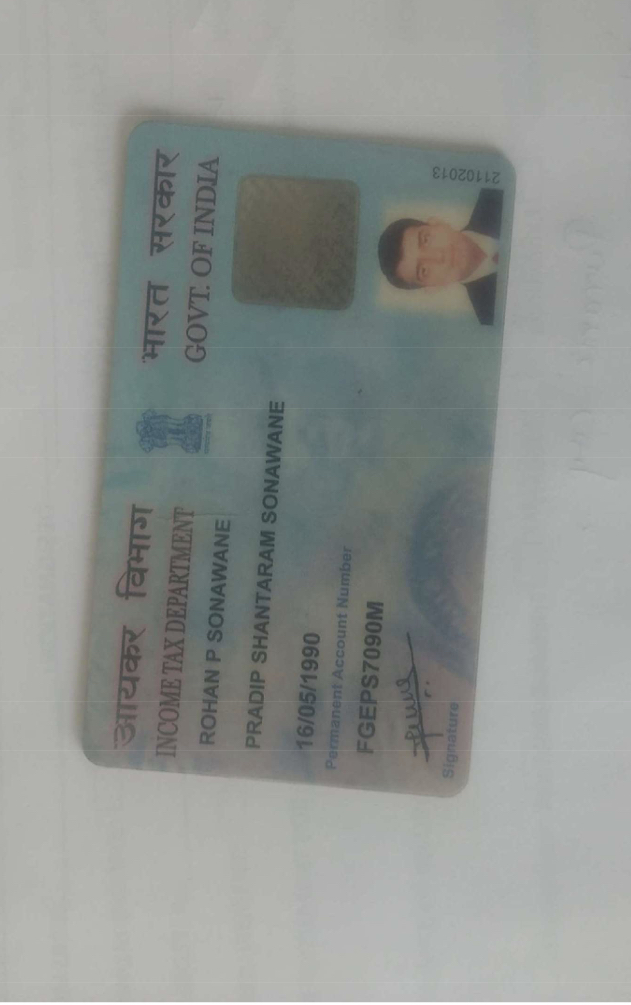 आयकर विभाग
INCOME TAX DEPARTMENT
भारत सरकार
GOVT. OF INDIA
ROHAN P SONAWANE
PRADIP SHANTARAM SONAWANE
16/05/1990
Permanent Account Number
FGEPS7090M
Signature
21102013